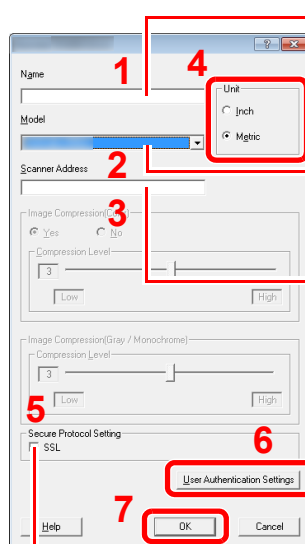 1
4
Name
Unit
Inch
Model
Metric
2
Scanner Address
3
Image Compression(
Yes
No
Compression Level
3
Low
High
Image Compression(Gray / Monochrome)
Compression Level
3
Low
High
5
Secure Protocol Setting
SSL
6
User Authentication Settings
7
Help
OK
Cancel